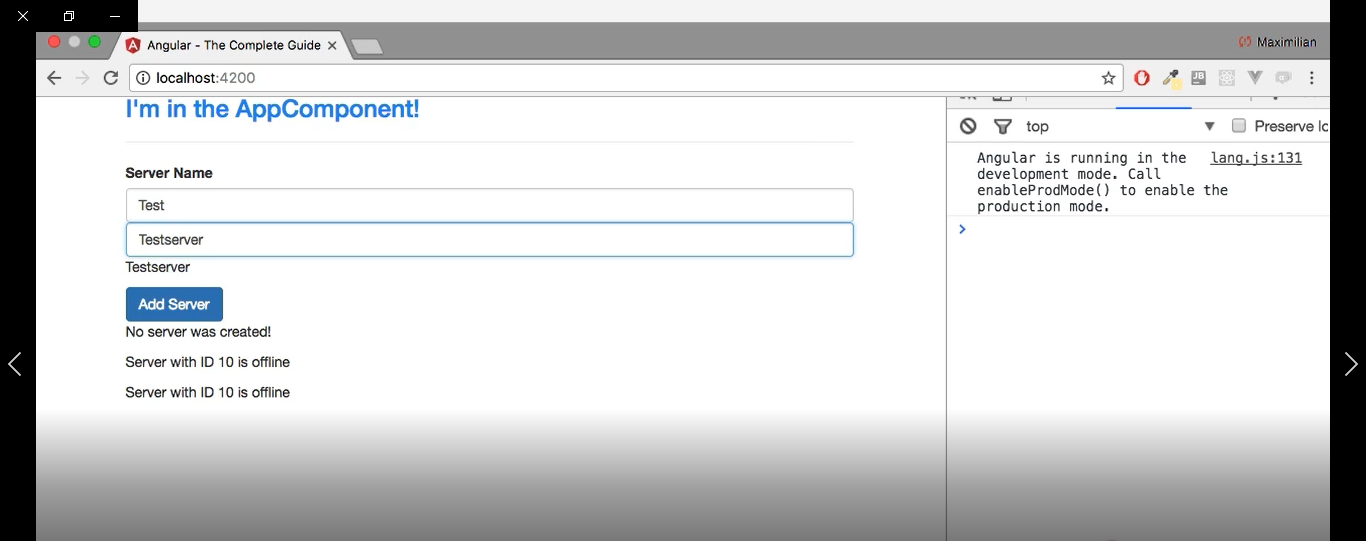 Angular - The Complete Guide
Maximilian
localhost:4200
I'm in the AppComponent!
top
Preserve lo
Server Name
Angular is running in the lang.js:131
development mode. Call
enableProdMode() to enable the
production mode.
Test
Testserver
Testserver
Add Server
No server was created!
Server with ID 10 is offline
Server with ID 10 is offline